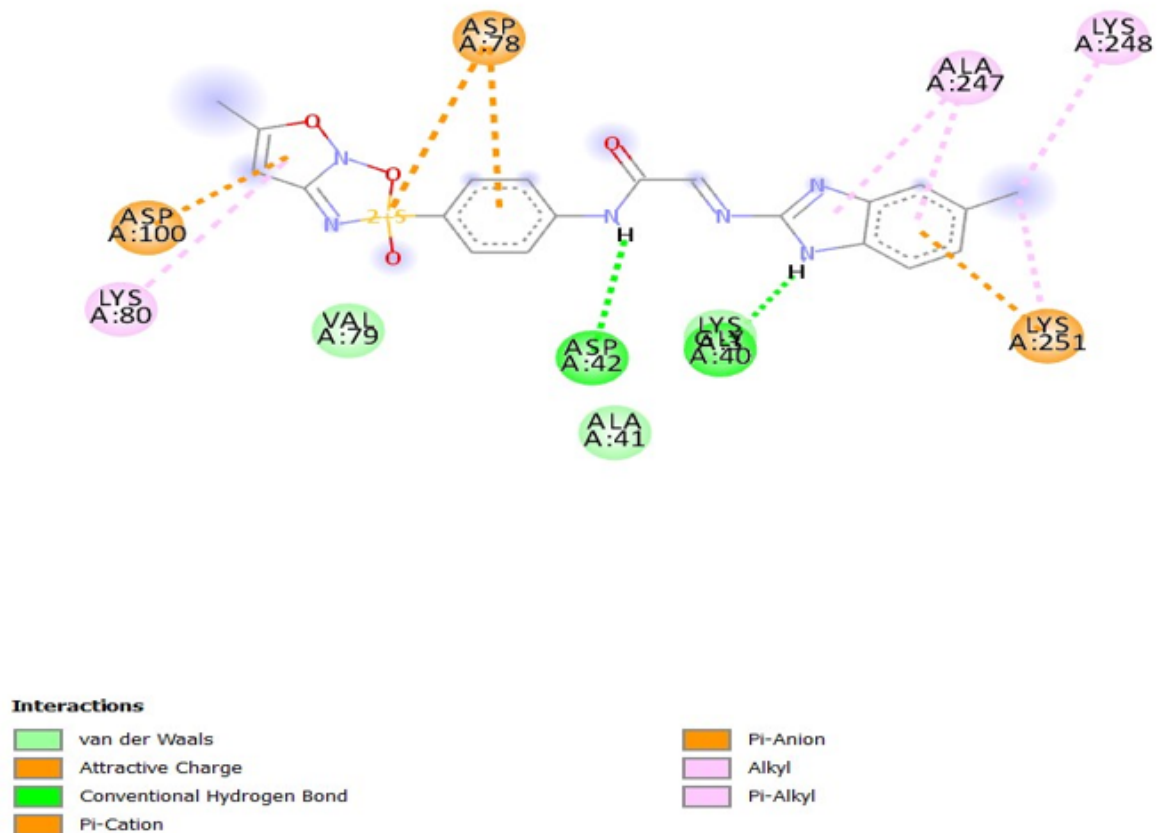 ASP
A:78
LYS
A:248
ALA
A:247
O
O
N
O
N
H
N
N
N
N
H
O
ASP
A:100
LYS
A:80
VAL
A:79
ASP
A:42
LYS
GLY
A:40
LYS
A:251
ALA
A:41
Interactions
van der Waals
Attractive Charge
Conventional Hydrogen Bond
Pi-Cation
Pi-Anion
Alkyl
Pi-Alkyl